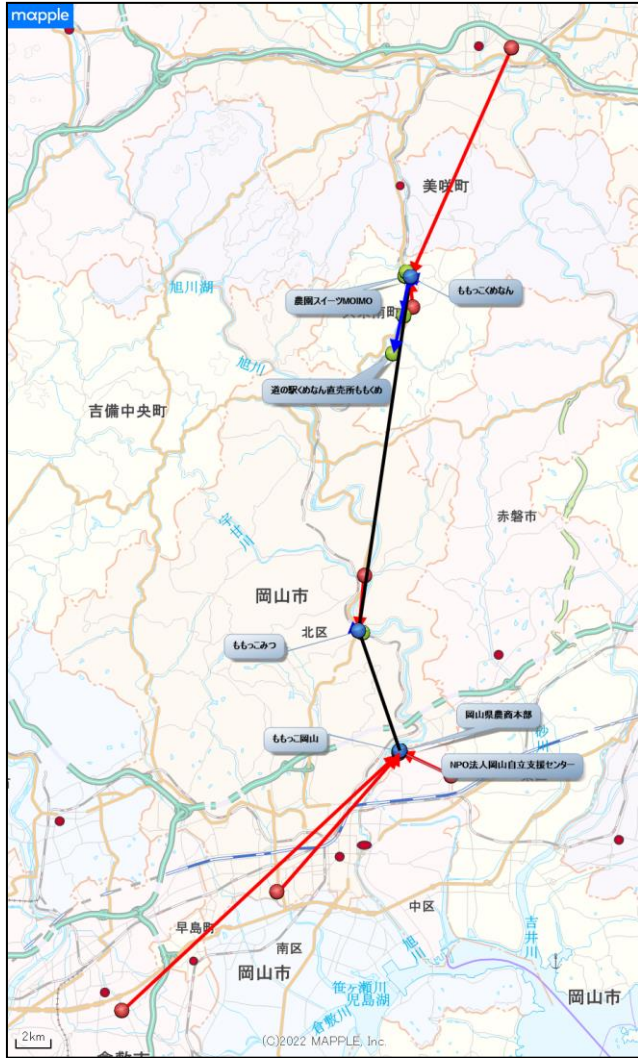 mapple
美咲町
旭川湖
農園スイーツMOIMO
ももっこくめなん
旭川
道の駅くめなん直売所ももくめ
吉備中央町
赤磐市
宇甘川
岡山市
北区
ももっこみつ
岡山県農商本部
ももっこ岡山
NPO法人岡山自立支援センター
中区
早島町
南区
旭川
吉井川
岡山市
笹ヶ瀬川
児島湖
岡山市
倉敷川
2km
(C)2022 MAPPLE, Inc.